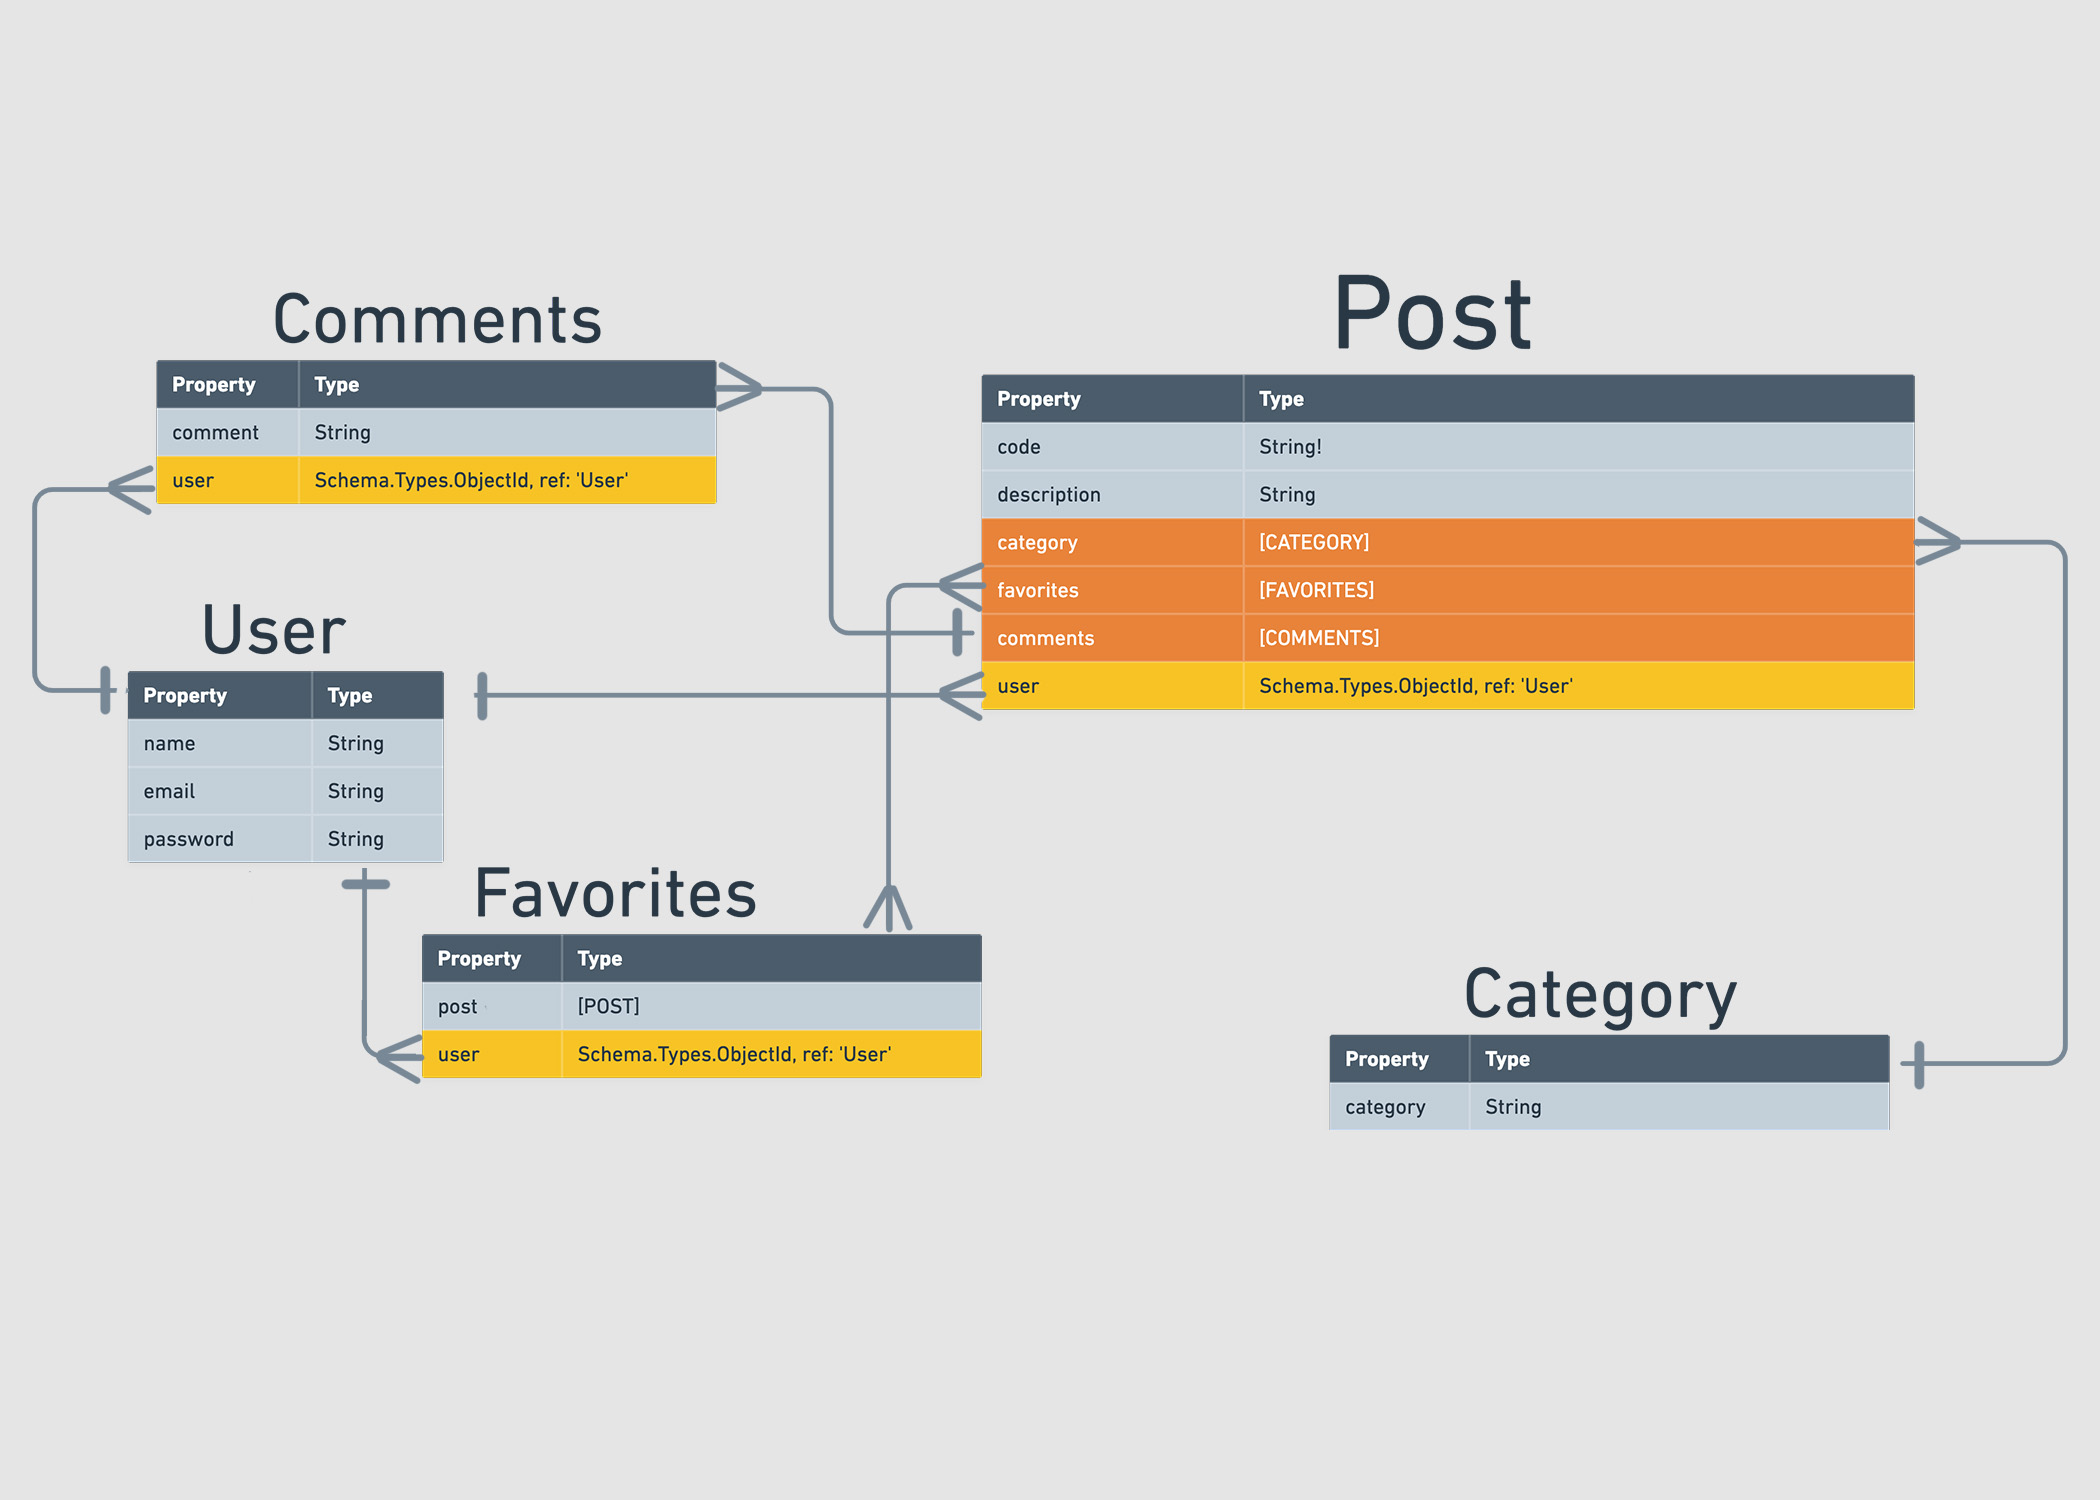 Comments
Property Type
comment String
user Schema.Types.ObjectId, ref: 'User'
Post
Property Type
code String!
description String
category [CATEGORY]
favorites [FAVORITES]
comments [COMMENTS]
user Schema.Types.ObjectId, ref: 'User'
User
Property Type
name String
email String
password String
Favorites
Property Type
post [POST]
user Schema.Types.ObjectId, ref: 'User'
Category
Property Type
category String